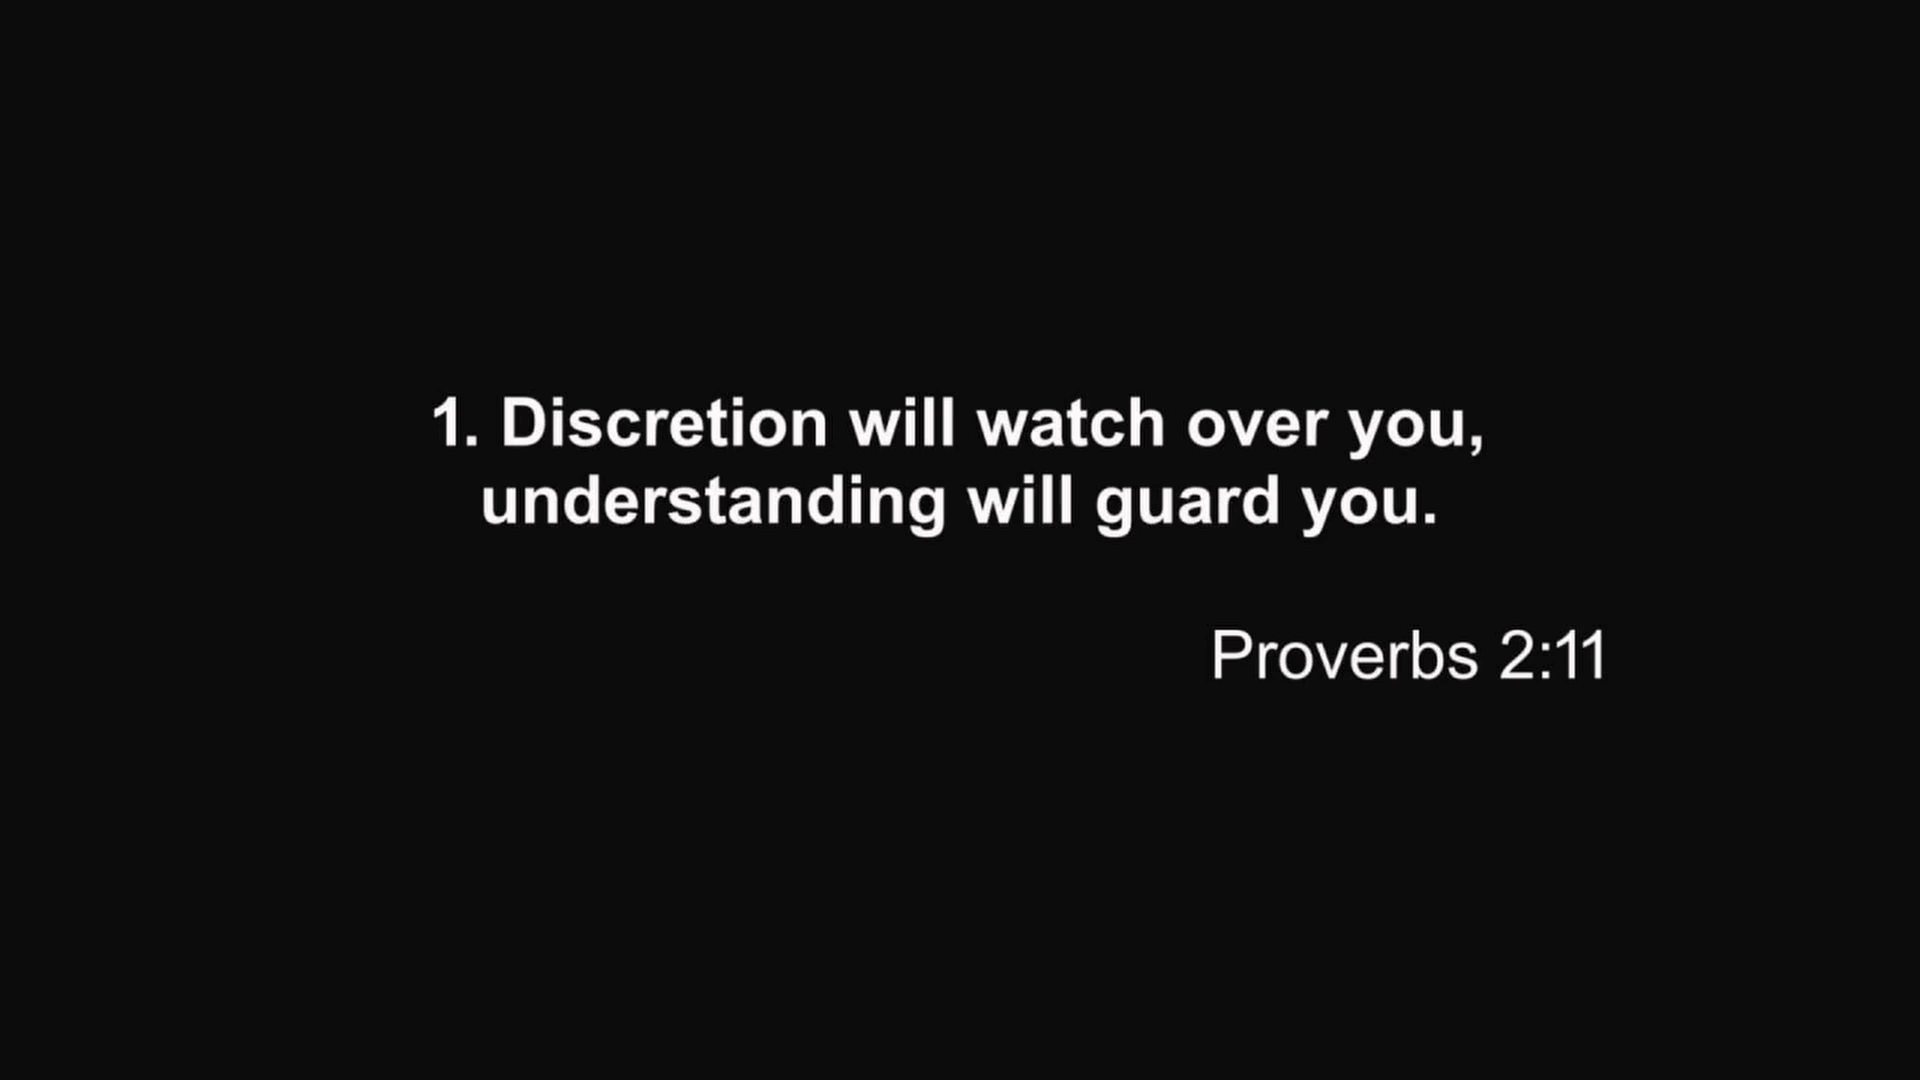 1. Discretion will watch over you,
understanding will guard you.
Proverbs 2:11